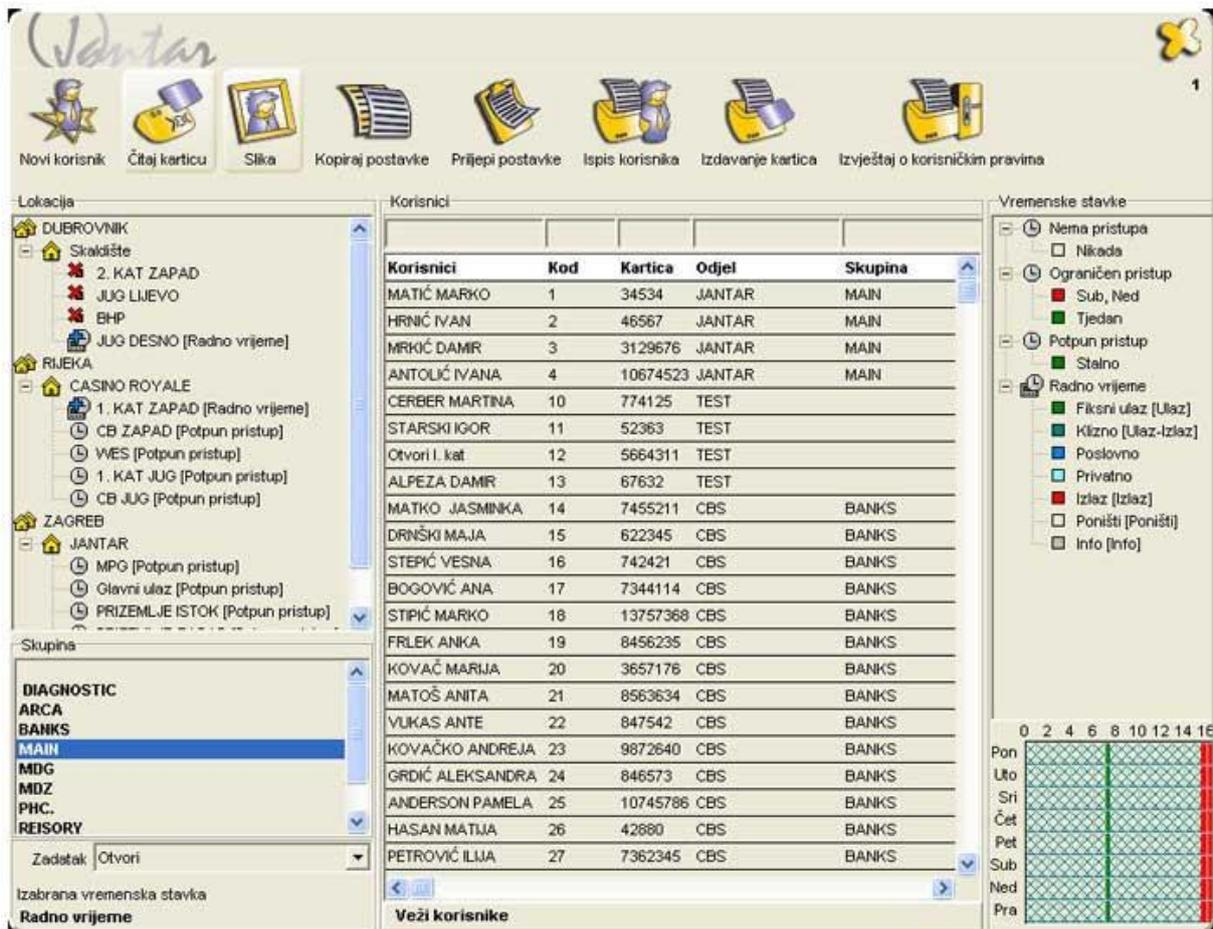 Jantar
1
Novi korisnik
Čitaj karticu
Slika
Kopiraj postavke
Prilijepi postavke
Ispis korisnika
Izdavanje kartica
Izvještaj o korisničkim pravima
Lokacija
DUBROVNIK
Skaldište
2. KAT ZAPAD
JUG LIJEVO
BHP
JUG DESNO [Radno vrijeme]
RIJEKA
CASINO ROYALE
1. KAT ZAPAD [Radno vrijeme]
CB ZAPAD [Potpun pristup]
WES [Potpun pristup]
1. KAT JUG [Potpun pristup]
CB JUG [Potpun pristup]
ZAGREB
JANTAR
MPG [Potpun pristup]
Glavni ulaz [Potpun pristup]
PRIZEMLJE ISTOK [Potpun pristup]
Skupina
DIAGNOSTIC
ARCA
BANKS
MAIN
MDG
MDZ
PHC.
REISORY
Zadatak Otvori
Izabrana vremenska stavka
Radno vrijeme
Korisnici
Korisnici Kod Kartica Odjel Skupina
MATIĆ MARKO 1 34534 JANTAR MAIN
HRNIĆ IVAN 2 46567 JANTAR MAIN
MRKIĆ DAMIR 3 3129676 JANTAR MAIN
ANTOLIĆ IVANA 4 10674523 JANTAR MAIN
CERBER MARTINA 10 774125 TEST
STARSKI IGOR 11 52363 TEST
Otvori I. kat 12 5664311 TEST
ALPEZA DAMIR 13 67632 TEST
MATKO JASMINKA 14 7455211 CBS BANKS
DRNŠKI MAJA 15 622345 CBS BANKS
STEPIĆ VESNA 16 742421 CBS BANKS
BOGOVIĆ ANA 17 7344114 CBS BANKS
STIPIĆ MARKO 18 13757368 CBS BANKS
FRLEK ANKA 19 8456235 CBS BANKS
KOVAČ MARIJA 20 3657176 CBS BANKS
MATOŠ ANITA 21 8563634 CBS BANKS
VUKAS ANTE 22 847542 CBS BANKS
KOVAČKO ANDREJA 23 9872640 CBS BANKS
GRDIĆ ALEKSANDRA 24 846573 CBS BANKS
ANDERSON PAMELA 25 10745786 CBS BANKS
HASAN MATIJA 26 42880 CBS BANKS
PETROVIĆ ILIJA 27 7362345 CBS BANKS
Veži korisnike
Vremenske stavke
Nema pristupa
Nikada
Ograničen pristup
Sub, Ned
Tjedan
Potpun pristup
Stalno
Radno vrijeme
Fiksni ulaz [Ulaz]
Klizno [Ulaz-Izlaz]
Poslovno
Privatno
Izlaz [Izlaz]
Poništi [Poništi]
Info [Info]
0 2 4 6 8 10 12 14 16
Pon
Uto
Sri
Čet
Pet
Sub
Ned
Pra